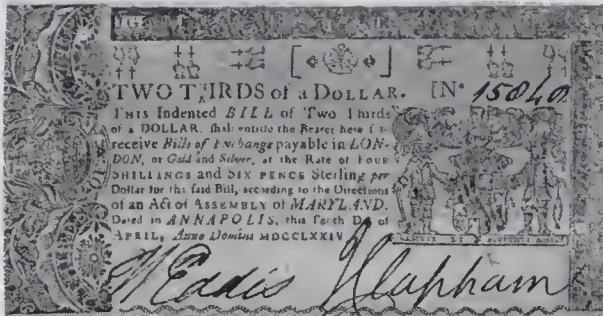 TWO THIRDS of a DOLLAR. [N° 15840
THIS Indented BILL of Two Thirds
of a DOLLAR, shall entitle the Bearer here f t
receive Bills of Exchange payable in LON-
DON, or Gold and Silver, at the Rate of FOUR
SHILLINGS and SIX PENCE Sterling per
Dollar for the said Bill, according to the Directions
of an Act of ASSEMBLY of MARYLAND.
Dated in ANNAPOLIS, this Tenth Day of
APRIL, Anno Domini MDCCLXXIV
W Eddis J Clapham